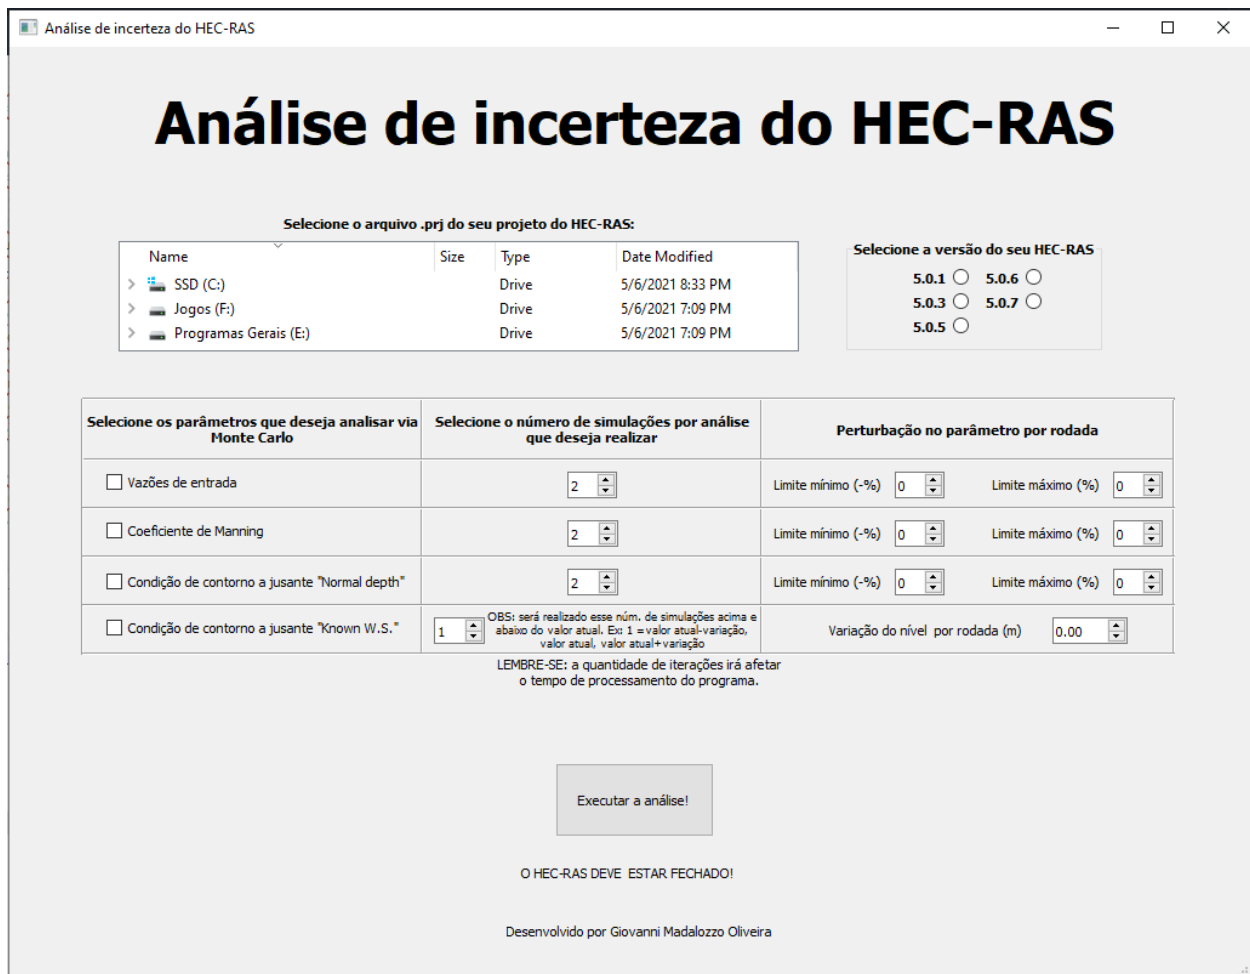 Análise de incerteza do HEC-RAS
Análise de incerteza do HEC-RAS
Selecione o arquivo .prj do seu projeto do HEC-RAS:
Name Size Type Date Modified
SSD (C:) Drive 5/6/2021 8:33 PM
Jogos (F:) Drive 5/6/2021 7:09 PM
Programas Gerais (E:) Drive 5/6/2021 7:09 PM
Selecione a versão do seu HEC-RAS
5.0.1 5.0.6
5.0.3 5.0.7
5.0.5
Selecione os parâmetros que deseja analisar via
Monte Carlo
Selecione o número de simulações por análise
que deseja realizar
Perturbação no parâmetro por rodada
Vazões de entrada 2 Limite mínimo (-%) 0 Limite máximo (%) 0
Coeficiente de Manning 2 Limite mínimo (-%) 0 Limite máximo (%) 0
Condição de contorno a jusante "Normal depth" 2 Limite mínimo (-%) 0 Limite máximo (%) 0
Condição de contorno a jusante "Known W.S." 1
OBS: será realizado esse núm. de simulações acima e
abaixo do valor atual. Ex: 1 = valor atual-variação,
valor atual, valor atual+variação
Variação do nível por rodada (m) 0.00
LEMBRE-SE: a quantidade de iterações irá afetar
o tempo de processamento do programa.
Executar a análise!
O HEC-RAS DEVE ESTAR FECHADO!
Desenvolvido por Giovanni Madalozzo Oliveira